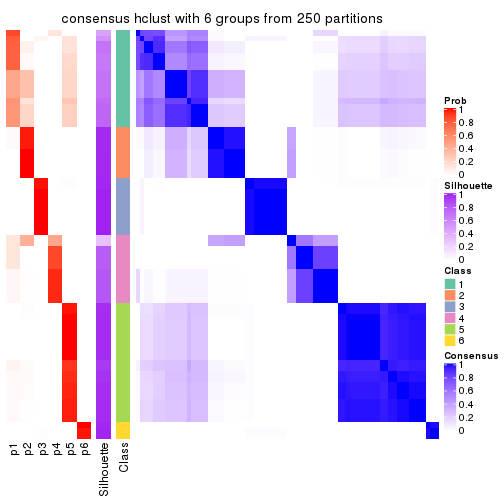 consensus hclust with 6 groups from 250 partitions
Prob
1
0.8
0.6
0.4
0.2
0
Silhouette
1
0.8
0.6
0.4
0.2
0
Class
1
2
3
4
5
6
Consensus
1
0.8
0.6
0.4
0.2
0
p1
p2
p3
p4
p5
p6
Silhouette
Class